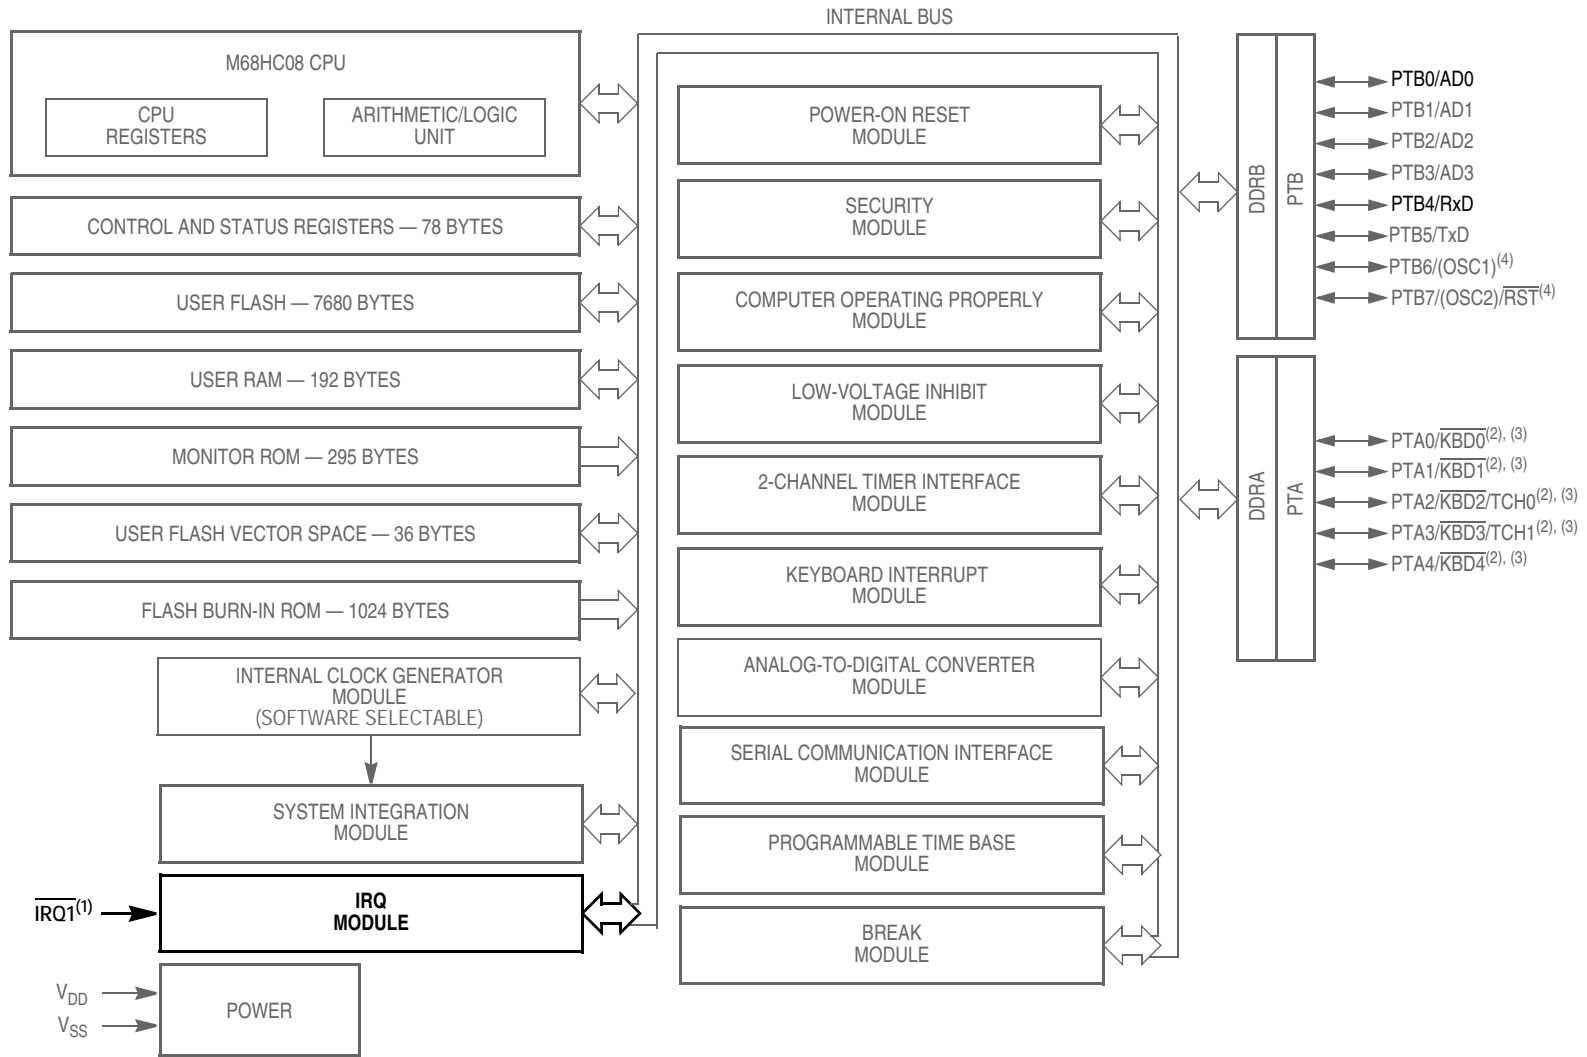 INTERNAL BUS
M68HC08 CPU
CPU
REGISTERS
ARITHMETIC/LOGIC
UNIT
CONTROL AND STATUS REGISTERS — 78 BYTES
USER FLASH — 7680 BYTES
USER RAM — 192 BYTES
MONITOR ROM — 295 BYTES
USER FLASH VECTOR SPACE — 36 BYTES
FLASH BURN-IN ROM — 1024 BYTES
INTERNAL CLOCK GENERATOR
MODULE
(SOFTWARE SELECTABLE)
SYSTEM INTEGRATION
MODULE
IRQ1(1)
IRQ
MODULE
VDD
VSS
POWER
POWER-ON RESET
MODULE
SECURITY
MODULE
COMPUTER OPERATING PROPERLY
MODULE
LOW-VOLTAGE INHIBIT
MODULE
2-CHANNEL TIMER INTERFACE
MODULE
KEYBOARD INTERRUPT
MODULE
ANALOG-TO-DIGITAL CONVERTER
MODULE
SERIAL COMMUNICATION INTERFACE
MODULE
PROGRAMMABLE TIME BASE
MODULE
BREAK
MODULE
DDRB
PTB
PTB0/AD0
PTB1/AD1
PTB2/AD2
PTB3/AD3
PTB4/RxD
PTB5/TxD
PTB6/(OSC1)(4)
PTB7/(OSC2)/RST(4)
DDRA
PTA
PTA0/KBD0(2), (3)
PTA1/KBD1(2), (3)
PTA2/KBD2/TCH0(2), (3)
PTA3/KBD3/TCH1(2), (3)
PTA4/KBD4(2), (3)